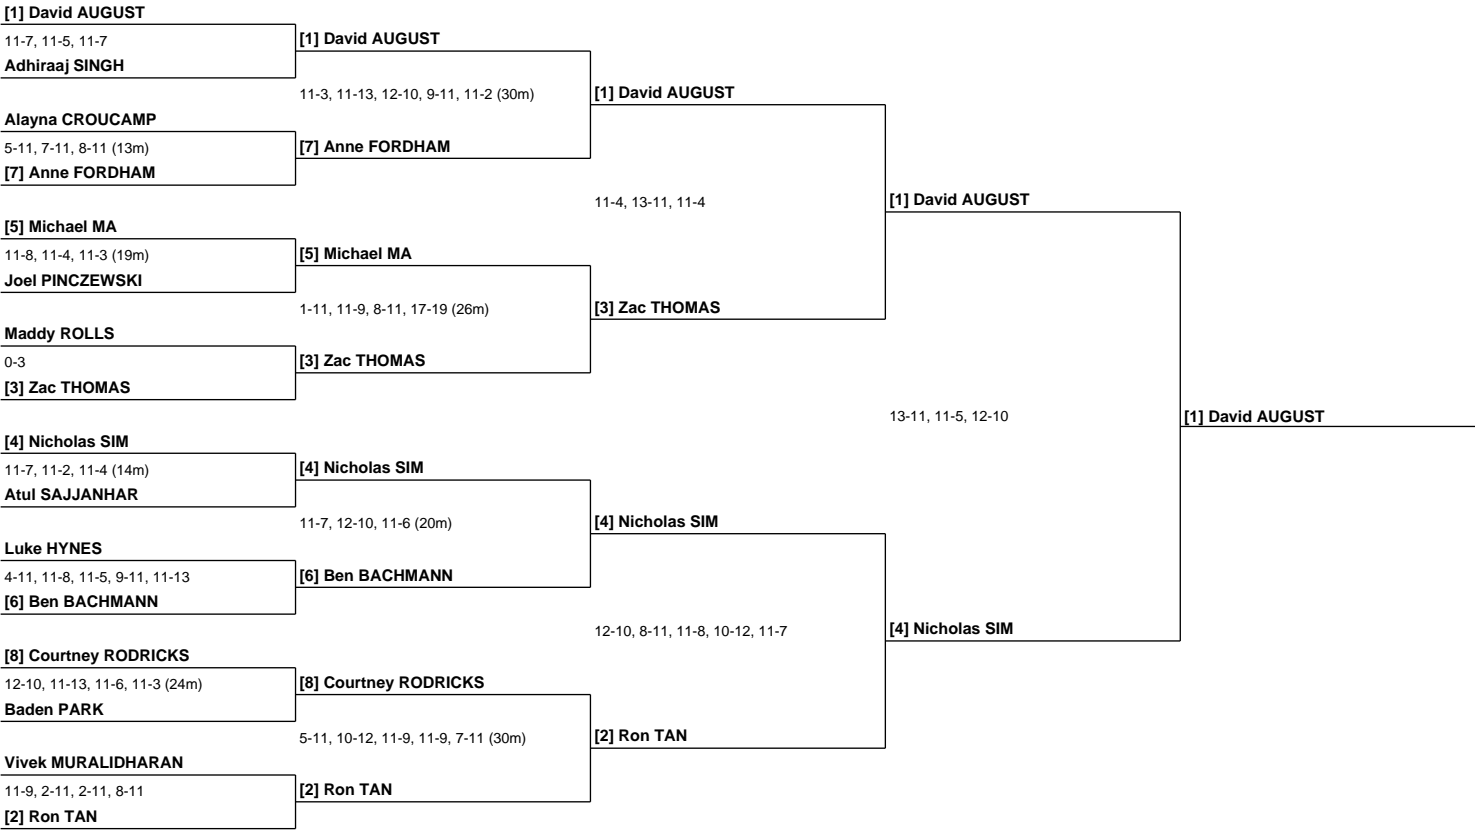 [1] David AUGUST
11-7, 11-5, 11-7
Adhiraaj SINGH
Alayna CROUCAMP
5-11, 7-11, 8-11 (13m)
[7] Anne FORDHAM
[5] Michael MA
11-8, 11-4, 11-3 (19m)
Joel PINCZEWSKI
Maddy ROLLS
0-3
[3] Zac THOMAS
[4] Nicholas SIM
11-7, 11-2, 11-4 (14m)
Atul SAJJANHAR
Luke HYNES
4-11, 11-8, 11-5, 9-11, 11-13
[6] Ben BACHMANN
[8] Courtney RODRICKS
12-10, 11-13, 11-6, 11-3 (24m)
Baden PARK
Vivek MURALIDHARAN
11-9, 2-11, 2-11, 8-11
[2] Ron TAN
[1] David AUGUST
11-3, 11-13, 12-10, 9-11, 11-2 (30m)
[7] Anne FORDHAM
[5] Michael MA
1-11, 11-9, 8-11, 17-19 (26m)
[3] Zac THOMAS
[4] Nicholas SIM
11-7, 12-10, 11-6 (20m)
[6] Ben BACHMANN
[8] Courtney RODRICKS
5-11, 10-12, 11-9, 11-9, 7-11 (30m)
[2] Ron TAN
[1] David AUGUST
11-4, 13-11, 11-4
[3] Zac THOMAS
[4] Nicholas SIM
12-10, 8-11, 11-8, 10-12, 11-7
[2] Ron TAN
[1] David AUGUST
13-11, 11-5, 12-10
[4] Nicholas SIM
[1] David AUGUST